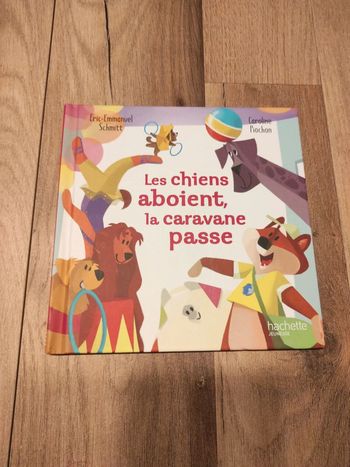 Eric-Emmanuel
Schmitt
Caroline
Piochon
Les chiens
aboient,
la caravane
passe
hachette
JEUNESSE